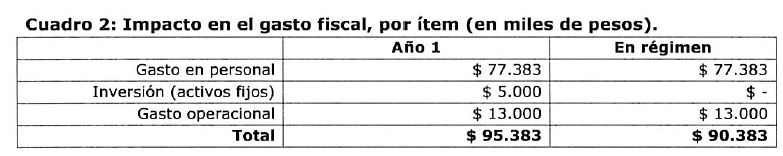 Cuadro 2: Impacto en el gasto fiscal, por ítem (en miles de pesos).
Año 1 En régimen
Gasto en personal $ 77.383 $ 77.383
Inversión (activos fijos) $ 5.000 $ -
Gasto operacional $ 13.000 $ 13.000
Total $ 95.383 $ 90.383